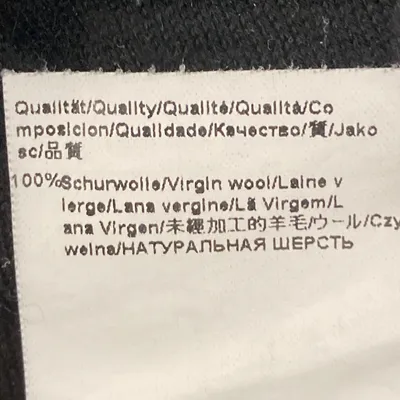 Qualität/Quality/Qualité/Qualità/Co
mposicion/Qualidade/Качество/質/Jako
sc/品質
100%Schurwolle/Virgin wool/Laine v
ierge/Lana vergine/Lã Virgem/L
ana Virgen/未經加工的羊毛/ウール/Czy
welna/НАТУРАЛЬНАЯ ШЕРСТЬ